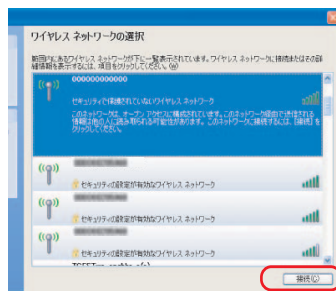 ワイヤレス ネットワークの選択
範囲内にあるワイヤレス ネットワークが下に一覧表示されています。ワイヤレス ネットワークに接続またはその詳
細情報を表示するには、項目をクリックしてください。(W)
000000000000
セキュリティで保護されていないワイヤレス ネットワーク
このネットワークは、オープン アクセスに構成されています。このネットワーク経由で送信される
情報は他の人に読み取られる可能性があります。このネットワークに接続するには、[接続] を
クリックしてください。
セキュリティの設定が有効なワイヤレス ネットワーク
セキュリティの設定が有効なワイヤレス ネットワーク
セキュリティの設定が有効なワイヤレス ネットワーク
接続(C)